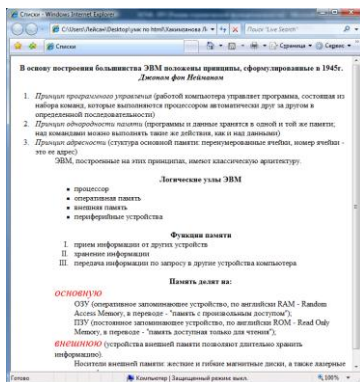 Списки - Windows Internet Explorer
Поиск "Live Search"
Списки
Страница
Сервис
В основу построения большинства ЭВМ положены принципы, сформулированные в 1945г.
Джоном фон Нейманом
1. Принцип программного управления (работой компьютера управляет программа, состоящая из
набора команд, которые выполняются процессором автоматически друг за другом в
определенной последовательности)
2. Принцип однородности памяти (программы и данные хранятся в одной и той же памяти;
над командами можно выполнять такие же действия, как и над данными)
3. Принцип адресности (стуктура основной памяти: перенумерованные ячейки, номер ячейки -
это ее адрес)
ЭВМ, построенные на этих принципах, имеют классическую архитектуру.
Логические узлы ЭВМ
процессор
оперативная память
внешняя память
периферийные устройства
Функции памяти
I. прием информации от других устройств
II. хранение информации
III. передача информации по запросу в другие устройства компьютера
Память делят на:
основную
ОЗУ (оперативное запоминающее устройство, по английски RAM - Random
Access Memory, в переводе - "память с произвольным доступом");
ПЗУ (постоянное запоминающее устройство, по английски ROM - Read Only
Memory, в переводе - "память доступная только для чтения");
внешнюю (устройства внешней памяти позволяют длительно хранить
информацию).
Носители внешней памяти: жесткие и гибкие магнитные диски, а также лазерные
Готово
Компьютер | Защищенный режим: выкл.
100%